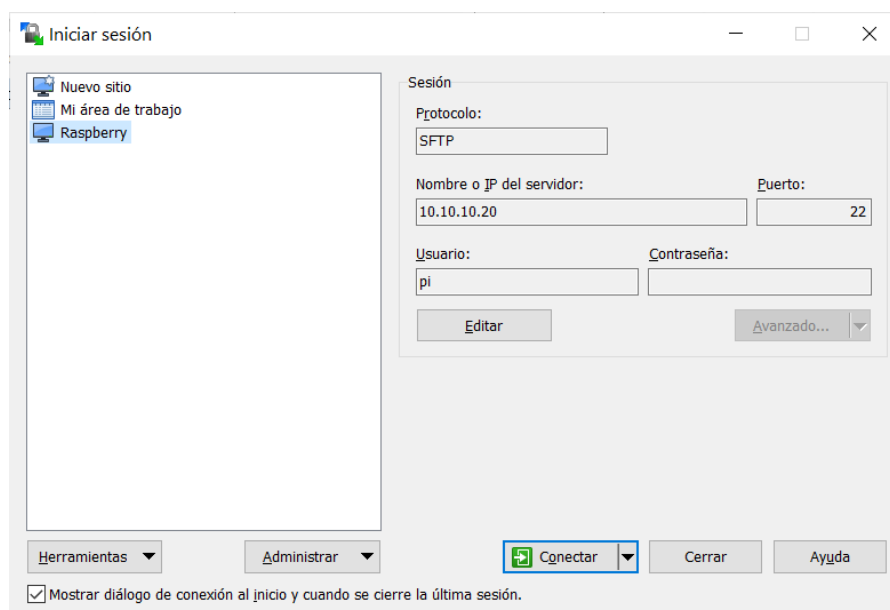 Iniciar sesión
Nuevo sitio
Mi área de trabajo
Raspberry
Sesión
Protocolo:
SFTP
Nombre o IP del servidor:
Puerto:
10.10.10.20
22
Usuario:
Contraseña:
pi
Editar
Avanzado...
Herramientas
Administrar
Conectar
Cerrar
Ayuda
Mostrar diálogo de conexión al inicio y cuando se cierre la última sesión.